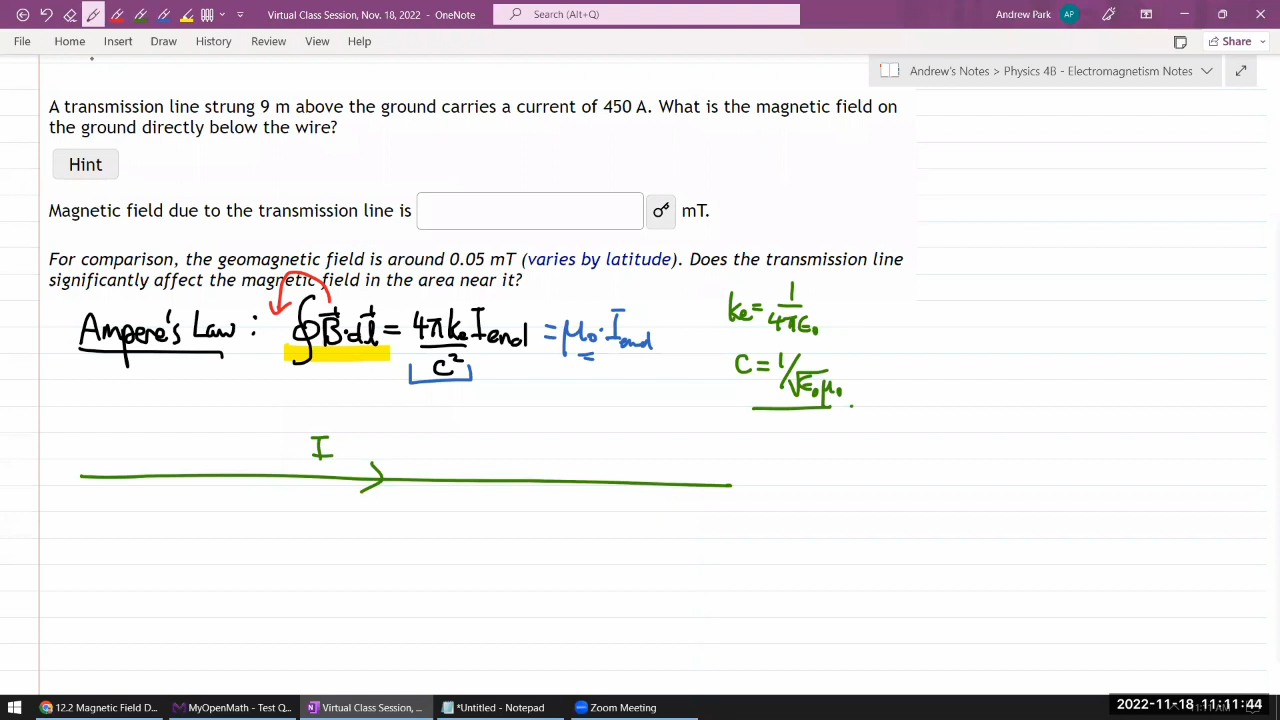 Virtual Class Session, Nov. 18, 2022 - OneNote
Search (Alt+Q)
Andrew Park AP
File Home Insert Draw History Review View Help Share
Andrew's Notes > Physics 4B - Electromagnetism Notes
A transmission line strung 9 m above the ground carries a current of 450 A. What is the magnetic field on
the ground directly below the wire?
Hint
Magnetic field due to the transmission line is mT.
For comparison, the geomagnetic field is around 0.05 mT (varies by latitude). Does the transmission line
significantly affect the magnetic field in the area near it?
Ampere's Law : ∮B⃗·dl⃗ = 4πke/c² Iencl = μ₀·Iencl
ke = 1/4πε₀
c = 1/√ε₀μ₀.
I
12.2 Magnetic Field D... MyOpenMath - Test Q... Virtual Class Session,... *Untitled - Notepad Zoom Meeting
2022-11-18 11:11:44